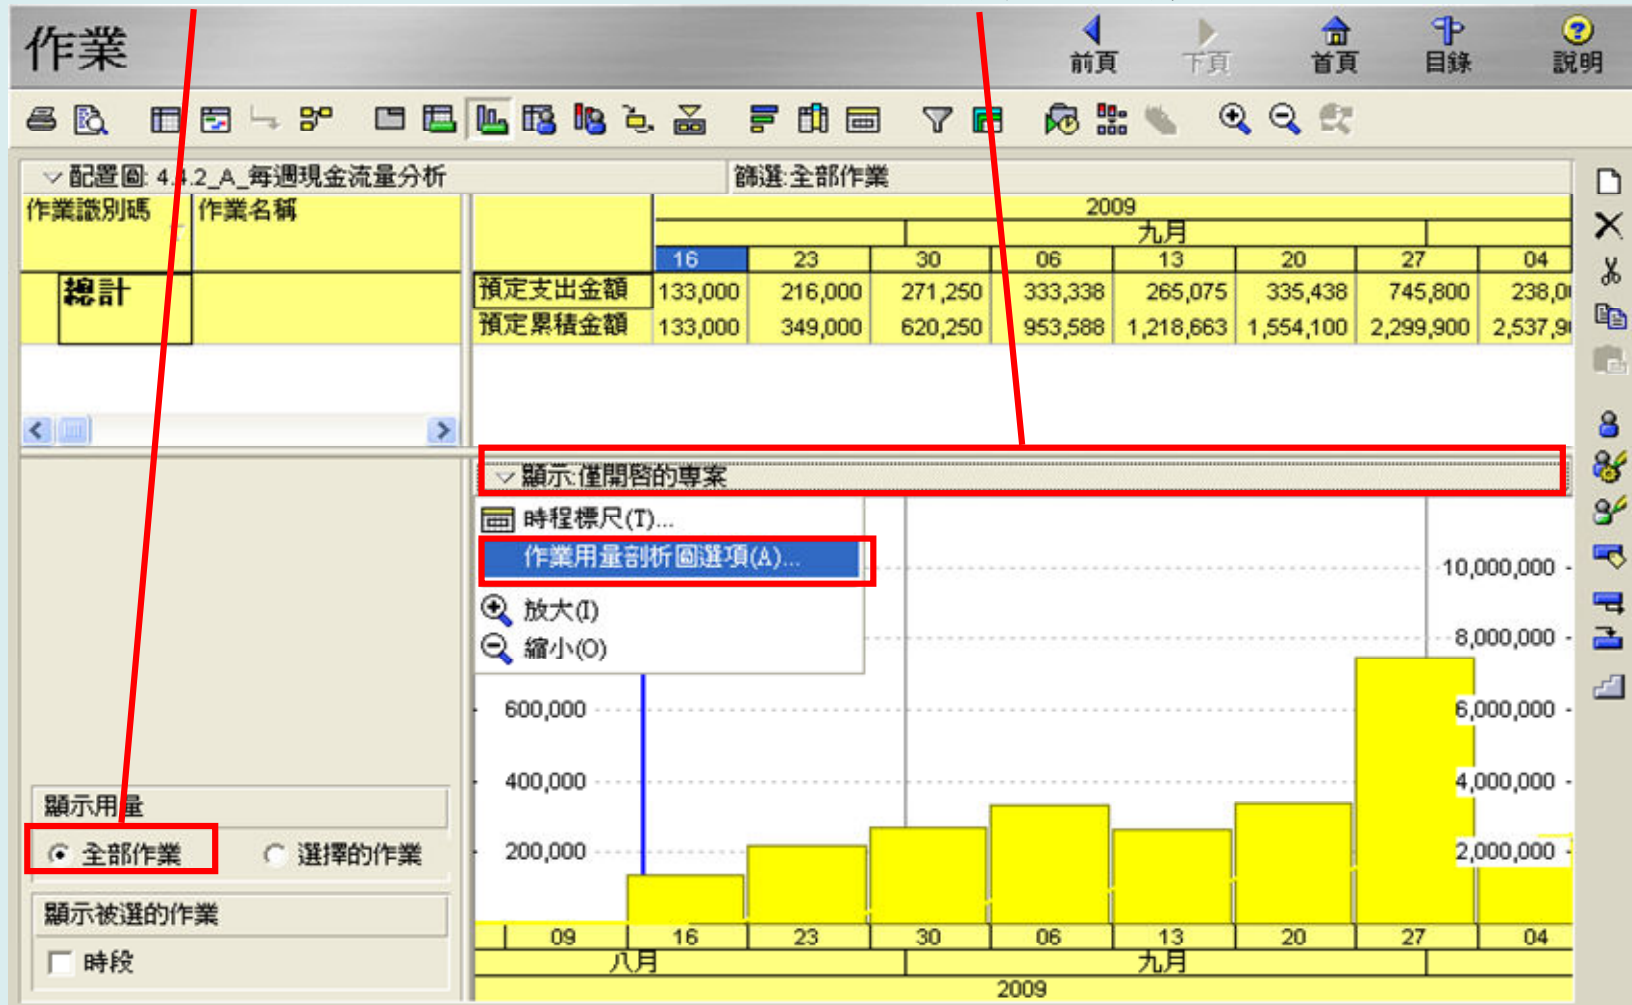 作業
前頁 下頁 首頁 目錄 說明
配置圖: 4.4.2_A_每週現金流量分析 篩選:全部作業
作業識別碼 作業名稱 2009
九月
16 23 30 06 13 20 27 04
總計 預定支出金額 133,000 216,000 271,250 333,338 265,075 335,438 745,800 238,0
預定累積金額 133,000 349,000 620,250 953,588 1,218,663 1,554,100 2,299,900 2,537,9
顯示:僅開啓的專案
時程標尺(T)...
作業用量剖析圖選項(A)...
放大(I)
縮小(O)
10,000,000
8,000,000
600,000 6,000,000
400,000 4,000,000
200,000 2,000,000
顯示用量
全部作業 選擇的作業
顯示被選的作業
時段
09 16 23 30 06 13 20 27 04
八月 九月
2009